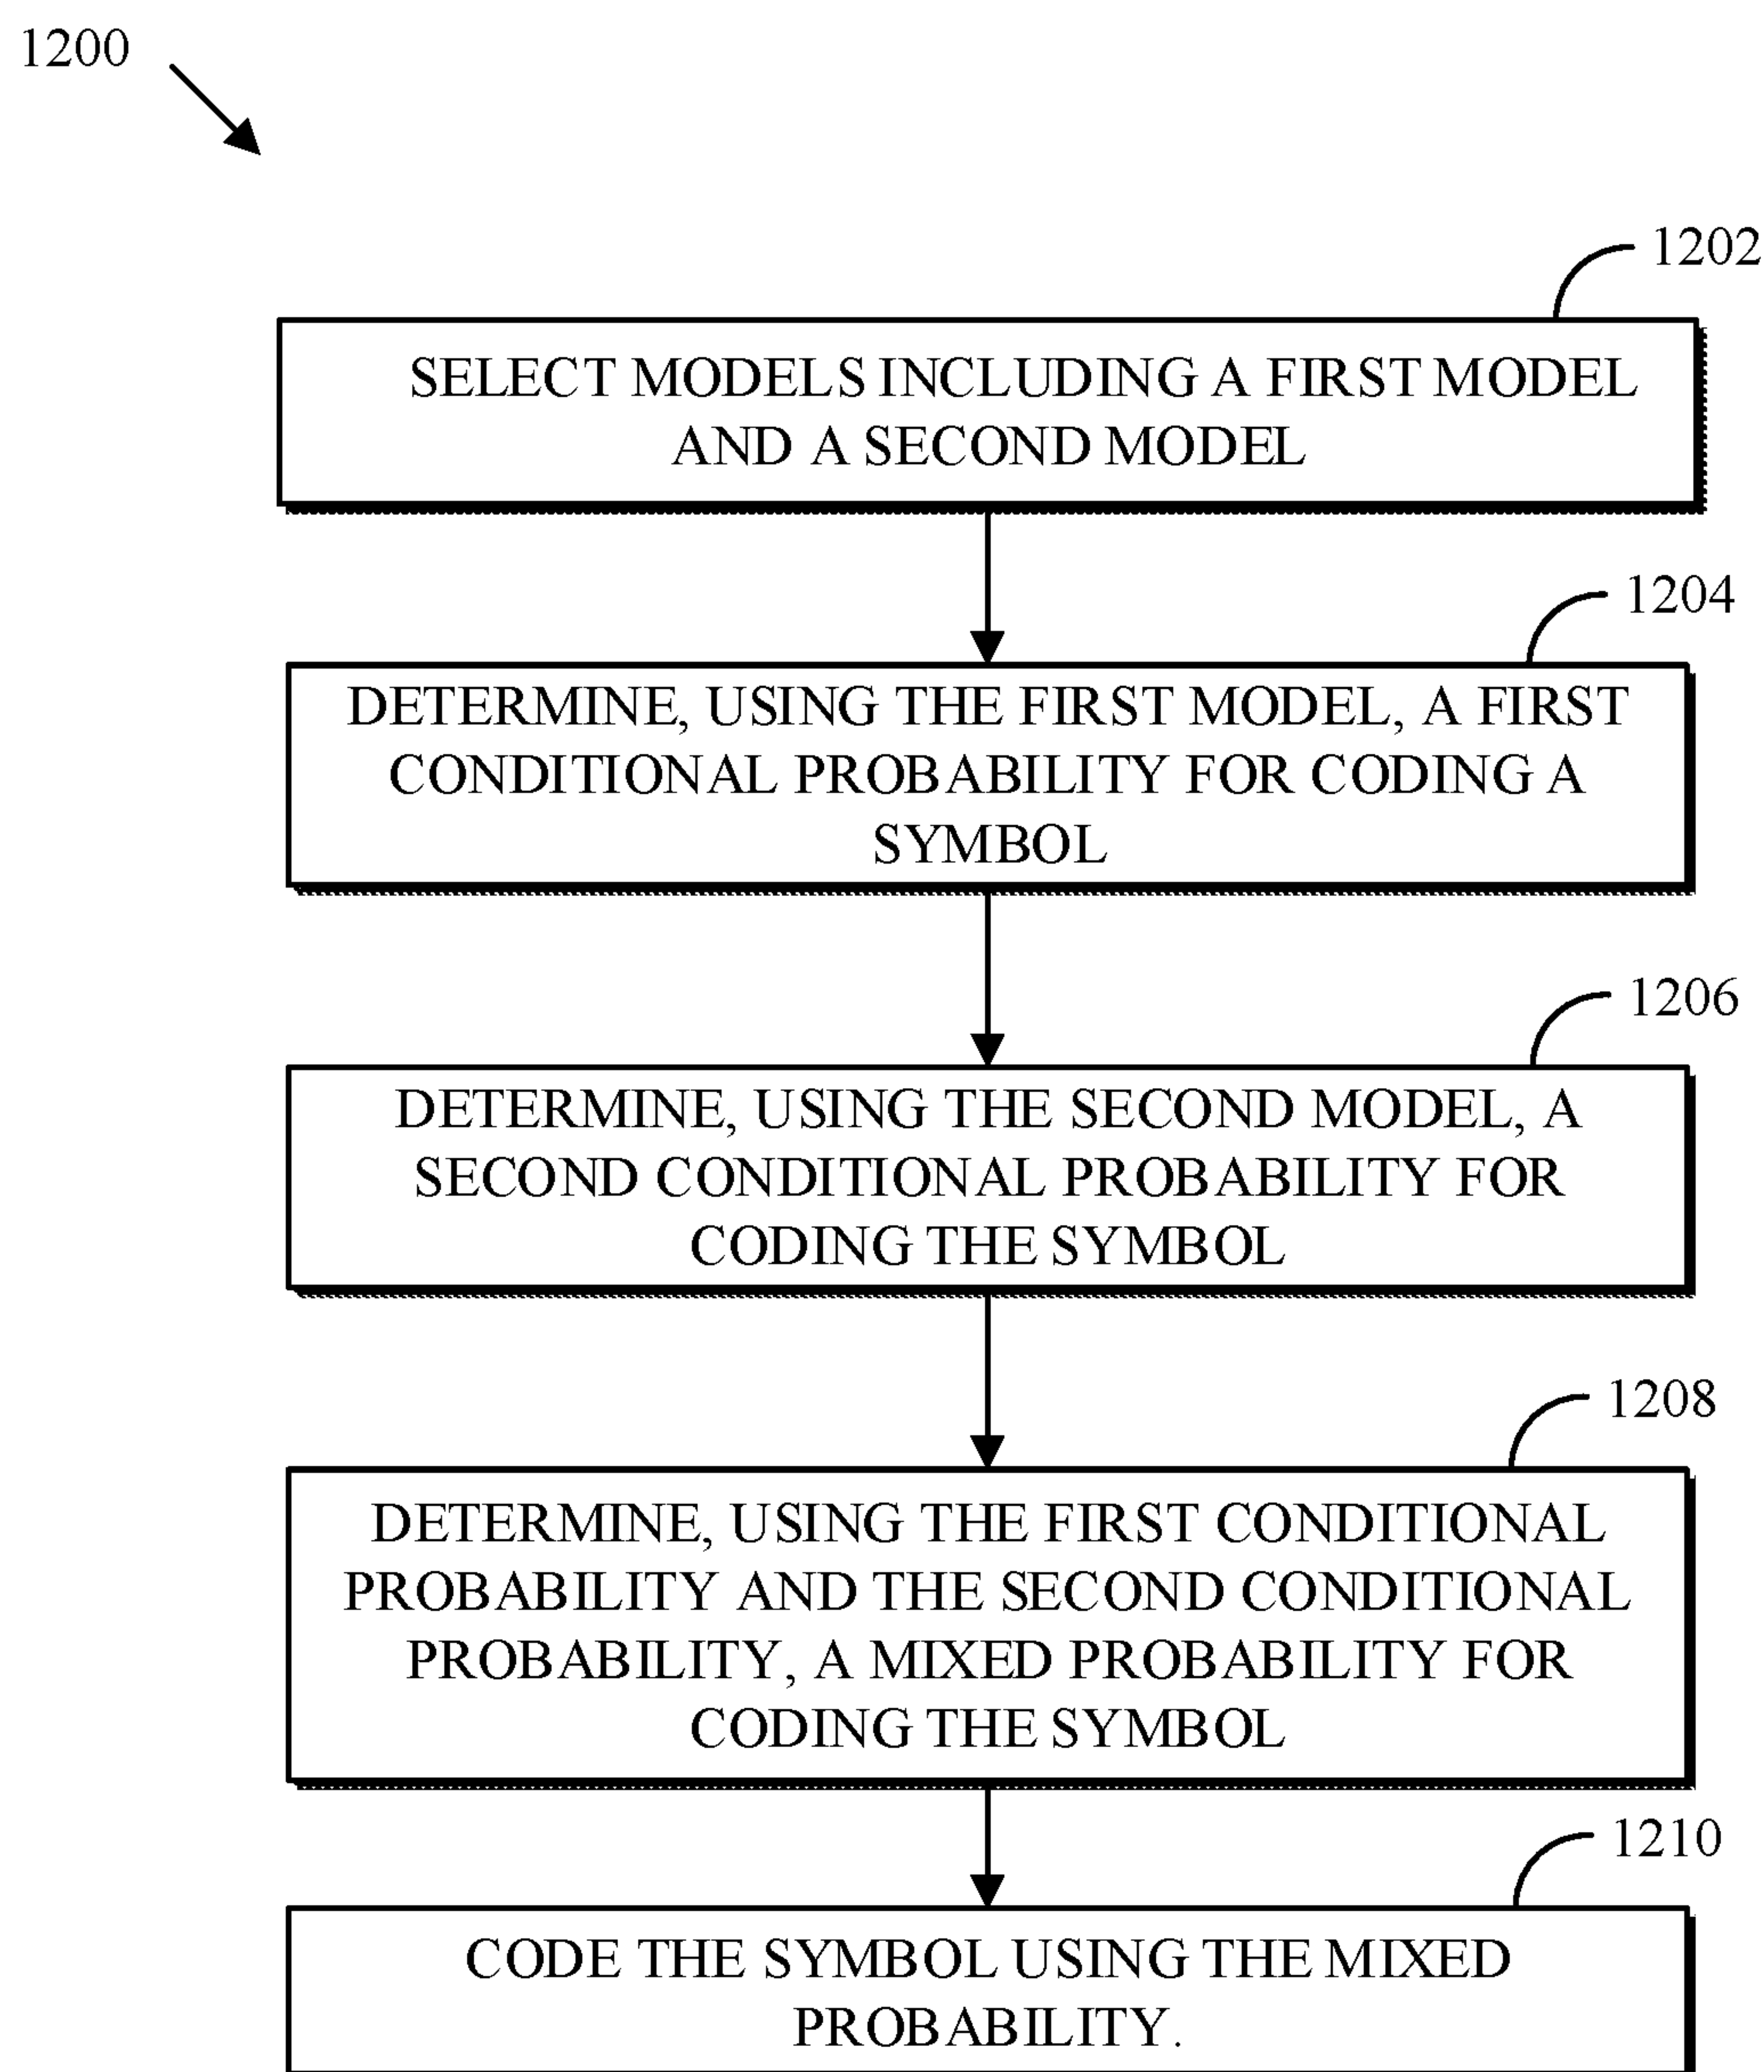 1200
1202
SELECT MODELS INCLUDING A FIRST MODEL
AND A SECOND MODEL
1204
DETERMINE, USING THE FIRST MODEL, A FIRST
CONDITIONAL PROBABILITY FOR CODING A
SYMBOL
1206
DETERMINE, USING THE SECOND MODEL, A
SECOND CONDITIONAL PROBABILITY FOR
CODING THE SYMBOL
1208
DETERMINE, USING THE FIRST CONDITIONAL
PROBABILITY AND THE SECOND CONDITIONAL
PROBABILITY, A MIXED PROBABILITY FOR
CODING THE SYMBOL
1210
CODE THE SYMBOL USING THE MIXED
PROBABILITY.